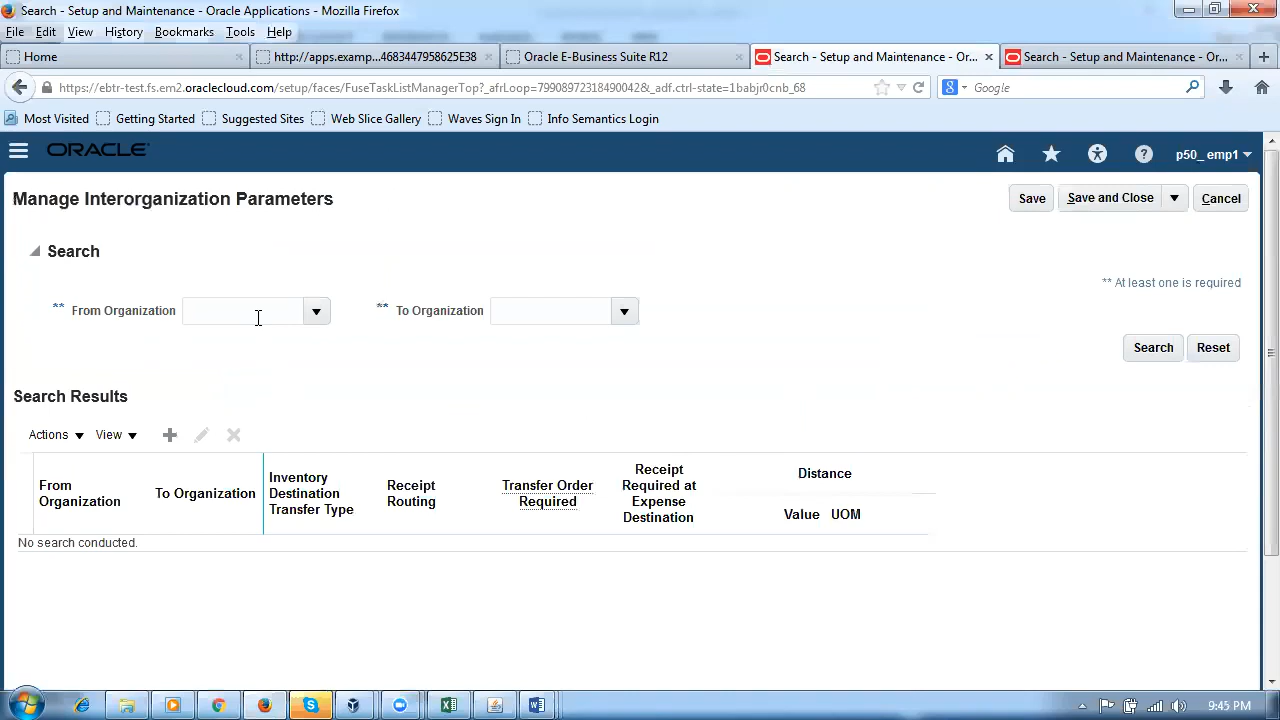 Search - Setup and Maintenance - Oracle Applications - Mozilla Firefox
File Edit View History Bookmarks Tools Help
Home
http://apps.examp...4683447958625E38
Oracle E-Business Suite R12
Search - Setup and Maintenance - Or...
Search - Setup and Maintenance - Or...
https://ebtr-test.fs.em2.oraclecloud.com/setup/faces/FuseTaskListManagerTop?_afrLoop=7990897231849004​2&_adf.ctrl-state=1babjr0cnb_68
Google
Most Visited Getting Started Suggested Sites Web Slice Gallery Waves Sign In Info Semantics Location
ORACLE
p50_ emp1
Manage Interorganization Parameters
Save
Save and Close
Cancel
Search
** At least one is required
** From Organization
** To Organization
Search
Reset
Search Results
Actions View
From Organization
To Organization
Inventory Destination Transfer Type
Receipt Routing
Transfer Order Required
Receipt Required at Expense Destination
Distance
Value UOM
No search conducted.
9:45 PM